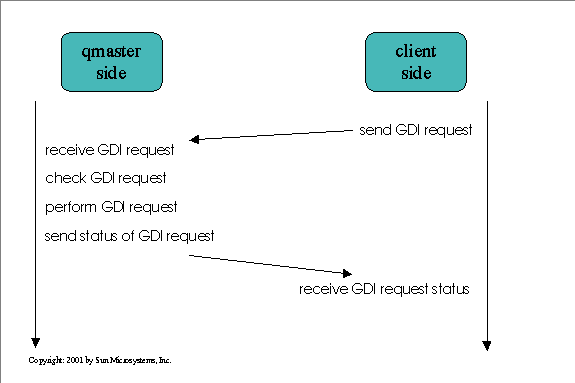 qmaster
side
client
side
send GDI request
receive GDI request
check GDI request
perform GDI request
send status of GDI request
receive GDI request status
Copyright: 2001 by Sun Microsystems, Inc.